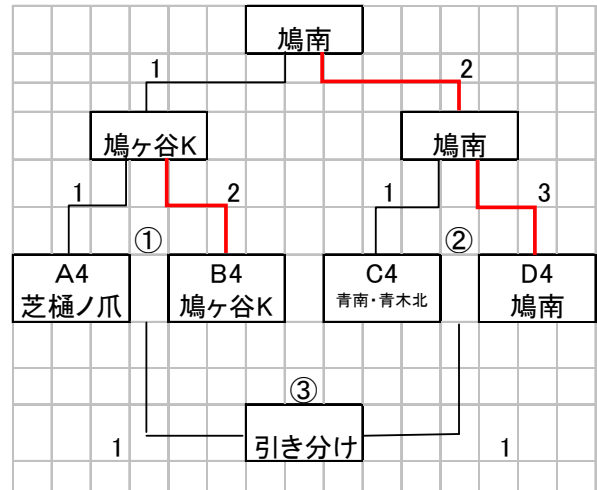 鳩南
1 2
鳩ヶ谷K 鳩南
1 2 1 3
① ②
A4 B4 C4 D4
芝樋ノ爪 鳩ヶ谷K 青南・青木北 鳩南
③
1 引き分け 1